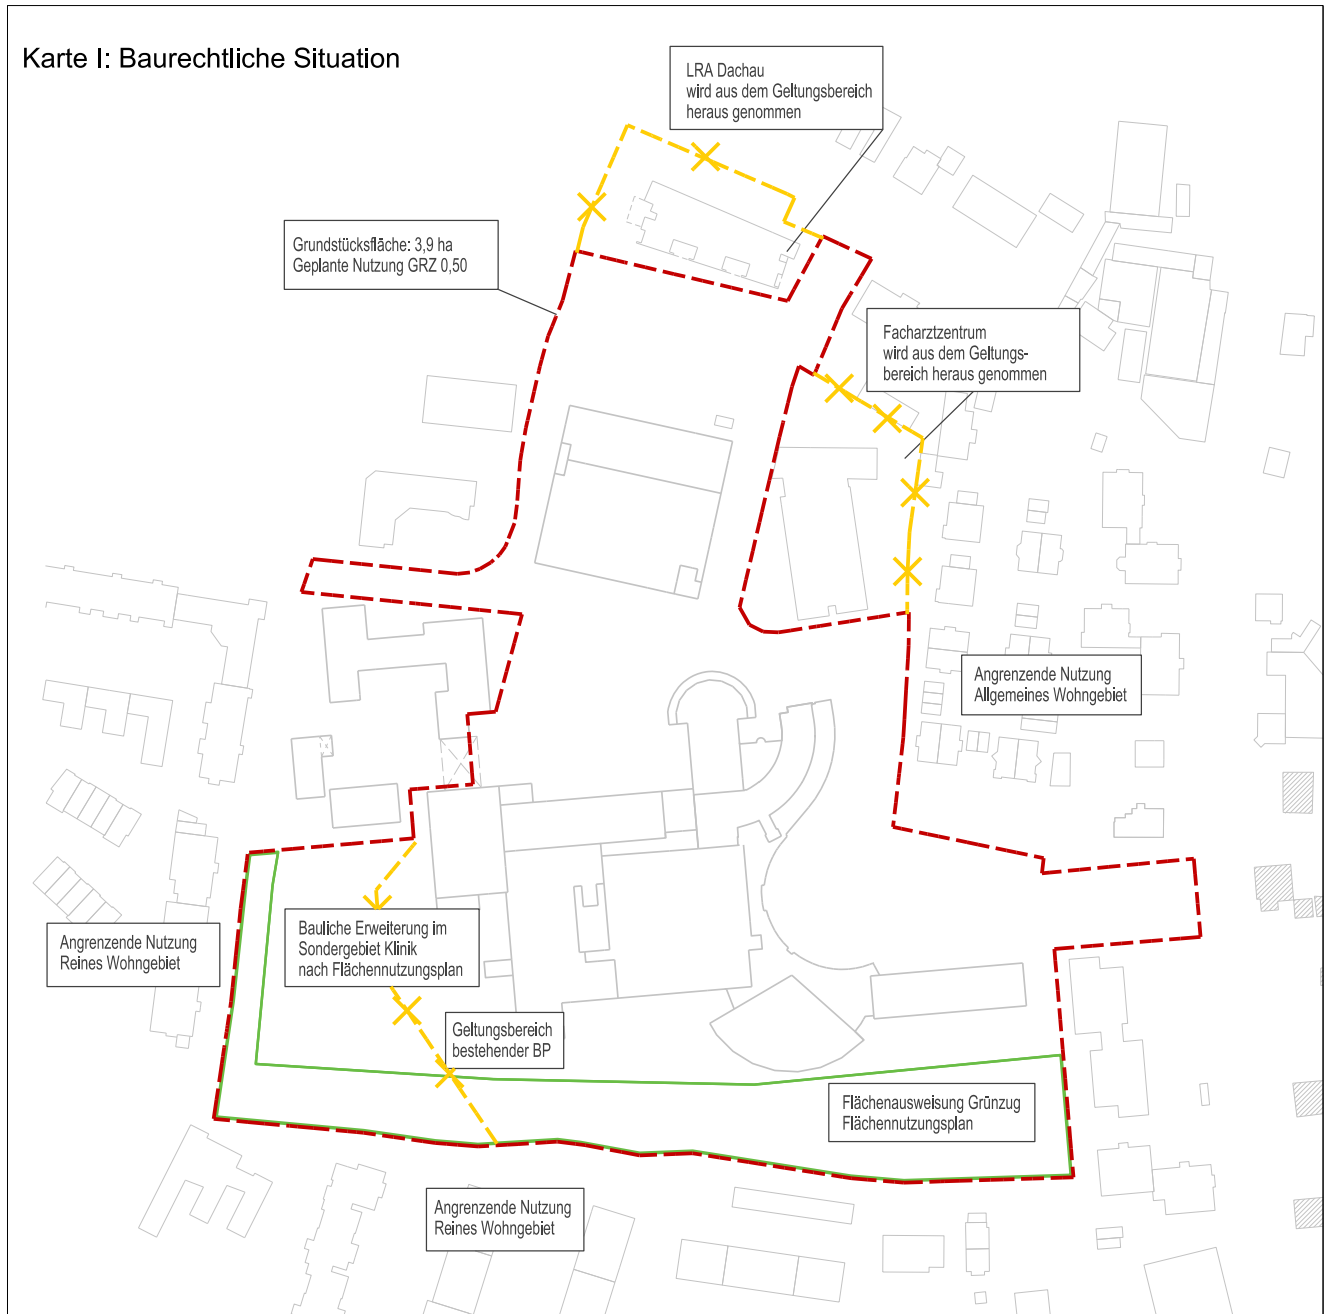 Karte I: Baurechtliche Situation
LRA Dachau
wird aus dem Geltungsbereich
heraus genommen
Grundstücksfläche: 3,9 ha
Geplante Nutzung GRZ 0,50
Facharztzentrum
wird aus dem Geltungs-
bereich heraus genommen
Angrenzende Nutzung
Allgemeines Wohngebiet
Angrenzende Nutzung
Reines Wohngebiet
Bauliche Erweiterung im
Sondergebiet Klinik
nach Flächennutzungsplan
Geltungsbereich
bestehender BP
Flächenausweisung Grünzug
Flächennutzungsplan
Angrenzende Nutzung
Reines Wohngebiet